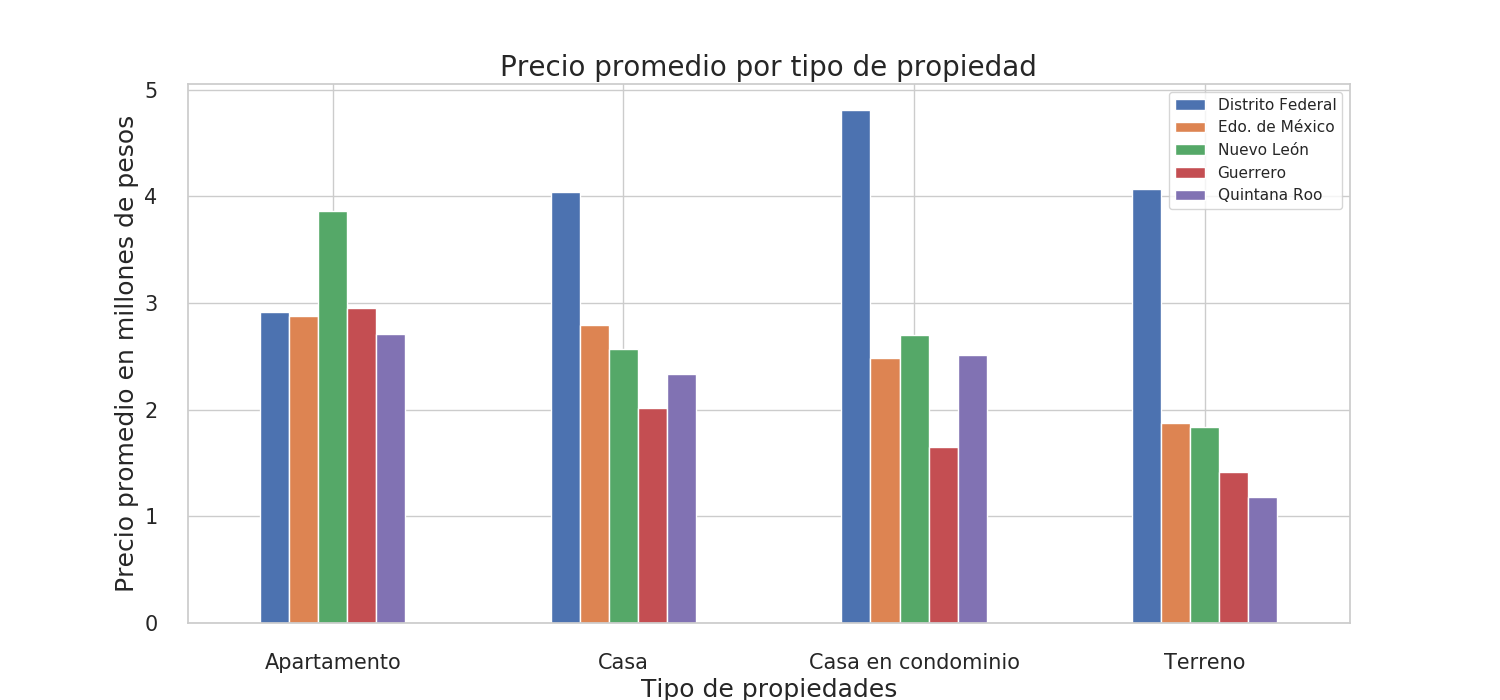 Precio promedio por tipo de propiedad
Precio promedio en millones de pesos
5
4
3
2
1
0
Distrito Federal
Edo. de México
Nuevo León
Guerrero
Quintana Roo
Apartamento
Casa
Casa en condominio
Terreno
Tipo de propiedades